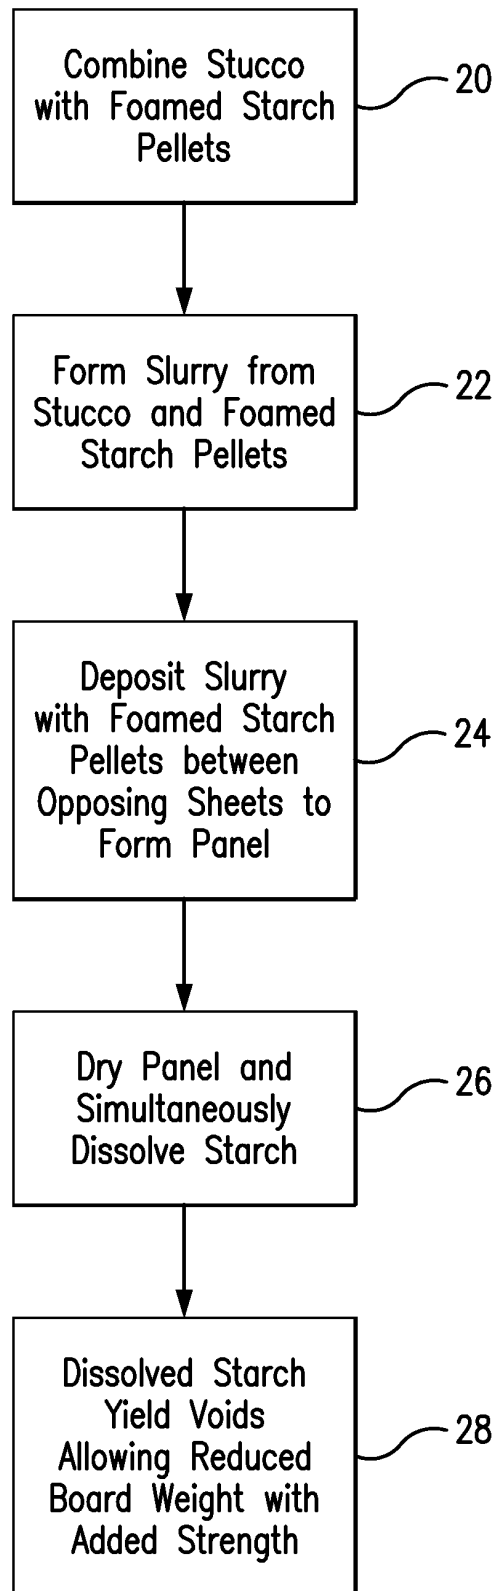 Combine Stucco
with Foamed Starch
Pellets
20
Form Slurry from
Stucco and Foamed
Starch Pellets
22
Deposit Slurry
with Foamed Starch
Pellets between
Opposing Sheets to
Form Panel
24
Dry Panel and
Simultaneously
Dissolve Starch
26
Dissolved Starch
Yield Voids
Allowing Reduced
Board Weight with
Added Strength
28